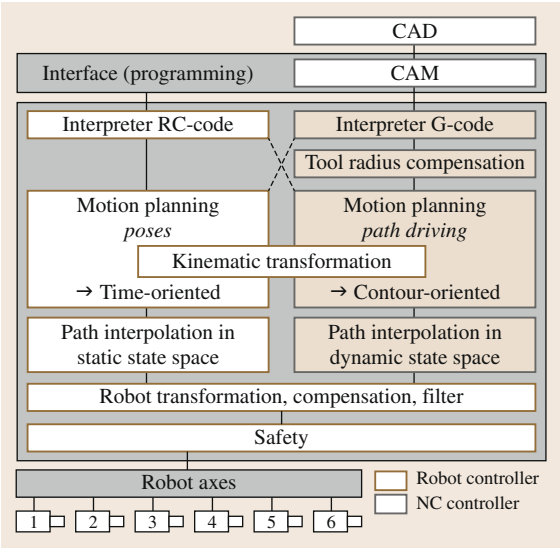 CAD
Interface (programming)
CAM
Interpreter RC-code
Interpreter G-code
Tool radius compensation
Motion planning
poses
Motion planning
path driving
Kinematic transformation
→ Time-oriented
→ Contour-oriented
Path interpolation in
static state space
Path interpolation in
dynamic state space
Robot transformation, compensation, filter
Safety
Robot axes
1 2 3 4 5 6
Robot controller
NC controller